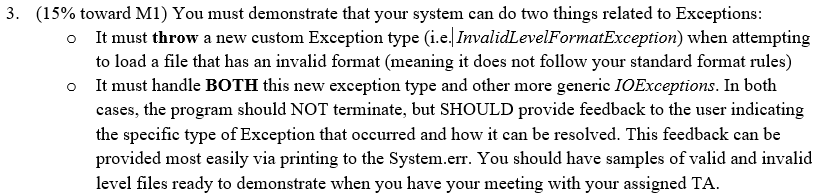 3. (15% toward M1) You must demonstrate that your system can do two things related to Exceptions:
o It must throw a new custom Exception type (i.e. InvalidLevelFormatException) when attempting
to load a file that has an invalid format (meaning it does not follow your standard format rules)
o It must handle BOTH this new exception type and other more generic IOExceptions. In both
cases, the program should NOT terminate, but SHOULD provide feedback to the user indicating
the specific type of Exception that occurred and how it can be resolved. This feedback can be
provided most easily via printing to the System.err. You should have samples of valid and invalid
level files ready to demonstrate when you have your meeting with your assigned TA.